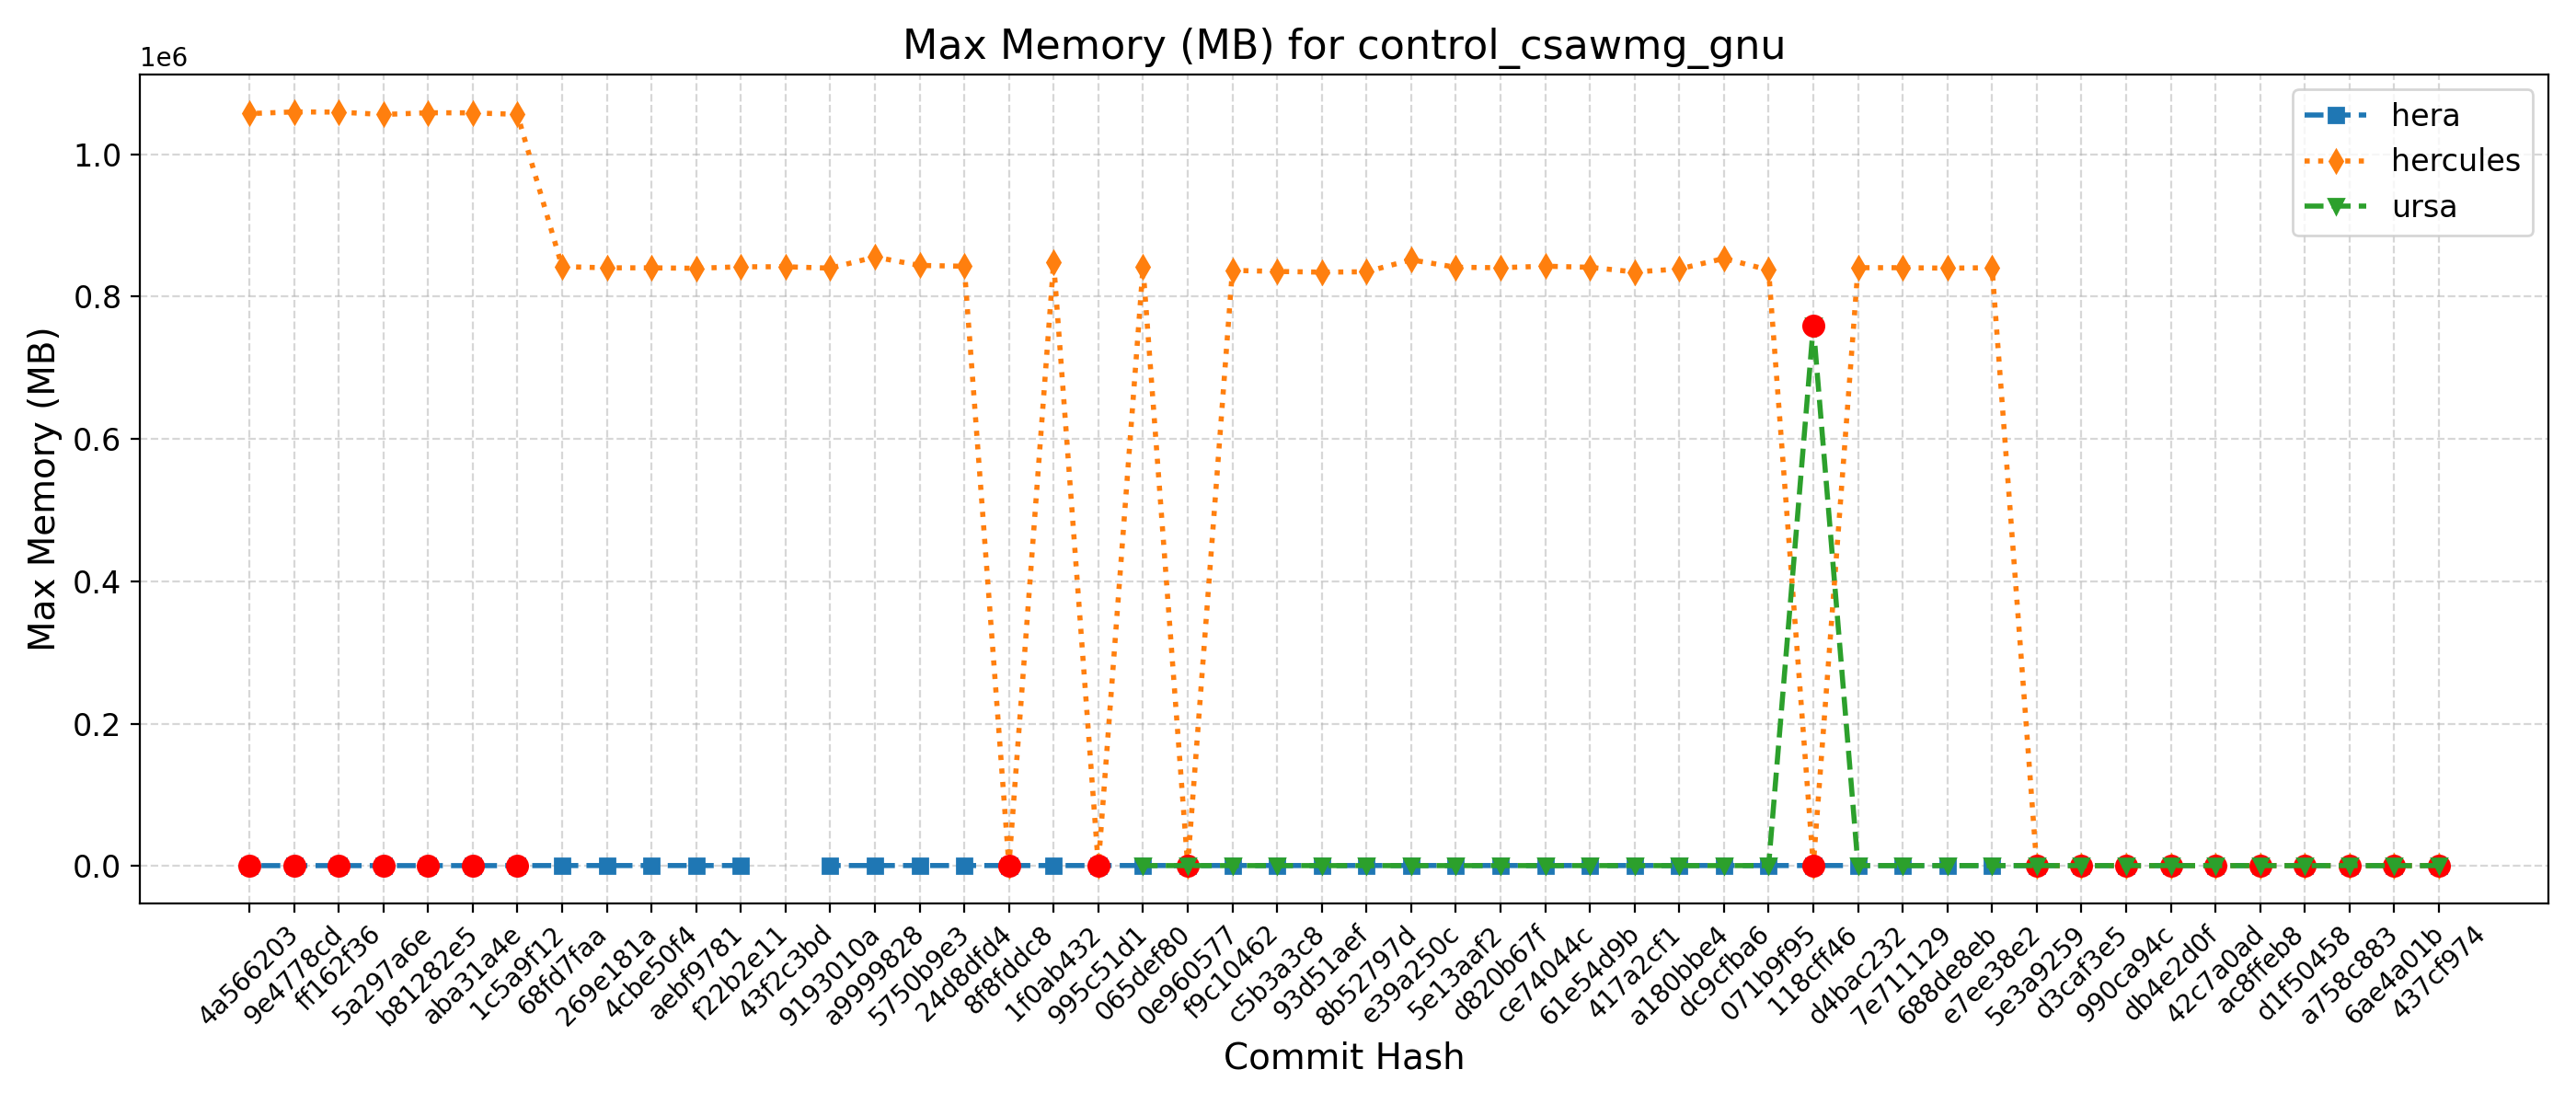 Max Memory (MB) for control_csawmg_gnu
1e6
hera
hercules
ursa
1.0
0.8
0.6
0.4
0.2
0.0
Max Memory (MB)
4a566203
9e4778cd
ff162f36
5a297a6e
b81282e5
aba31a4e
1c5a9f12
68fd7faa
269e181a
4cbe50f4
aebf9781
f22b2e11
43f2c3bd
9193010a
a9999828
5750b9e3
24d8dfd4
8f8fddc8
1f0ab432
995c51d1
065def80
0e960577
f9c10462
c5b3a3c8
93d51aef
8b52797d
e39a250c
5e13aaf2
d820b67f
ce74044c
61e54d9b
417a2cf1
a180bbe4
dc9cfba6
071b9f95
118cff46
d4bac232
7e711129
688de8eb
e7ee38e2
5e3a9259
d3caf3e5
990ca94c
db4e2d0f
42c7a0ad
ac8ffeb8
d1f50458
a758c883
6ae4a01b
437cf974
Commit Hash